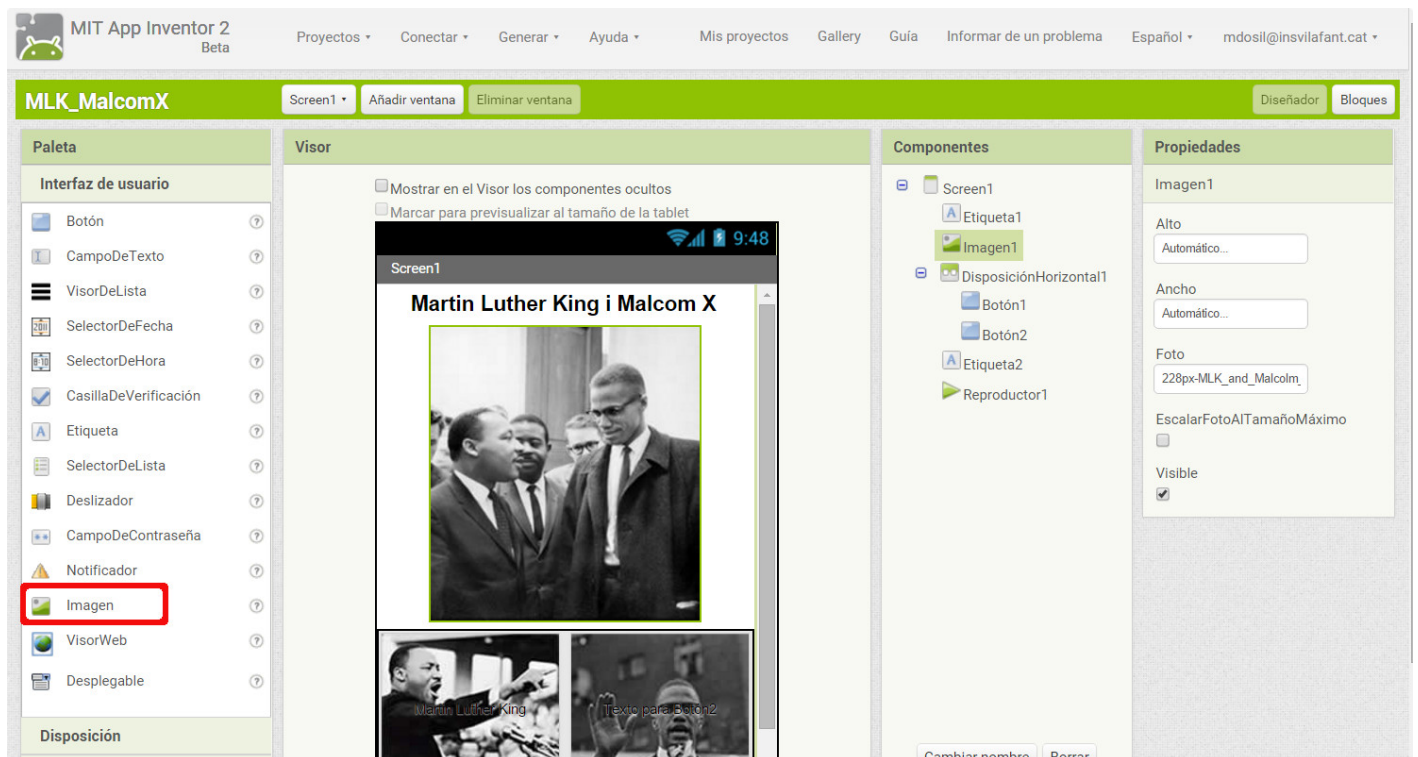 MIT App Inventor 2
Beta
Proyectos Conectar Generar Ayuda Mis proyectos Gallery Guía Informar de un problema Español mdosil@insvilafant.cat
MLK_MalcomX Screen1 Añadir ventana Eliminar ventana Diseñador Bloques
Paleta
Interfaz de usuario
Botón
CampoDeTexto
VisorDeLista
SelectorDeFecha
SelectorDeHora
CasillaDeVerificación
Etiqueta
SelectorDeLista
Deslizador
CampoDeContraseña
Notificador
Imagen
VisorWeb
Desplegable
Disposición
Visor
Mostrar en el Visor los componentes ocultos
Marcar para previsualizar al tamaño de la tablet
9:48
Screen1
Martin Luther King i Malcom X
Martin Luther King
Texto para Botón2
Componentes
Screen1
Etiqueta1
Imagen1
DisposiciónHorizontal1
Botón1
Botón2
Etiqueta2
Reproductor1
Cambiar nombre Borrar
Propiedades
Imagen1
Alto
Automático...
Ancho
Automático...
Foto
228px-MLK_and_Malcolm_
EscalarFotoAlTamañoMáximo
Visible